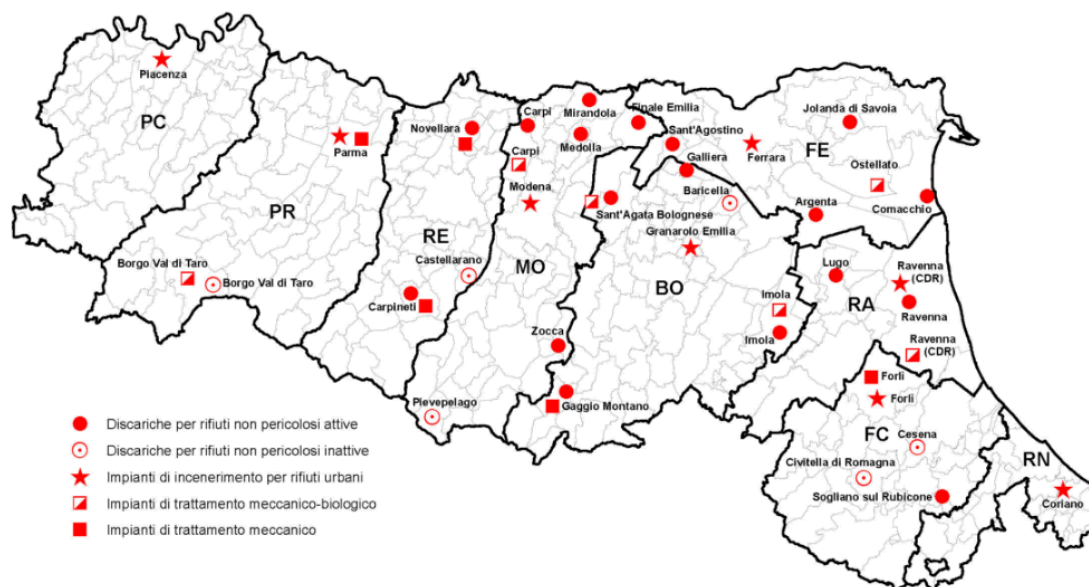 Piacenza
PC
Parma
PR
Borgo Val di Taro
Borgo Val di Taro
Novellara
RE
Castellarano
Carpineti
Carpi
Mirandola
Finale Emilia
Medolla
Carpi
Modena
MO
Zocca
Pievepelago
Sant'Agostino
Galliera
Baricella
Sant'Agata Bolognese
Granarolo Emilia
BO
Imola
Imola
Gaggio Montano
Jolanda di Savoia
Ferrara
FE
Ostellato
Argenta
Comacchio
Lugo
Ravenna
(CDR)
RA
Ravenna
Ravenna
(CDR)
Forlì
Forlì
FC
Cesena
Civitella di Romagna
Sogliano sul Rubicone
RN
Coriano
Discariche per rifiuti non pericolosi attive
Discariche per rifiuti non pericolosi inattive
Impianti di incenerimento per rifiuti urbani
Impianti di trattamento meccanico-biologico
Impianti di trattamento meccanico